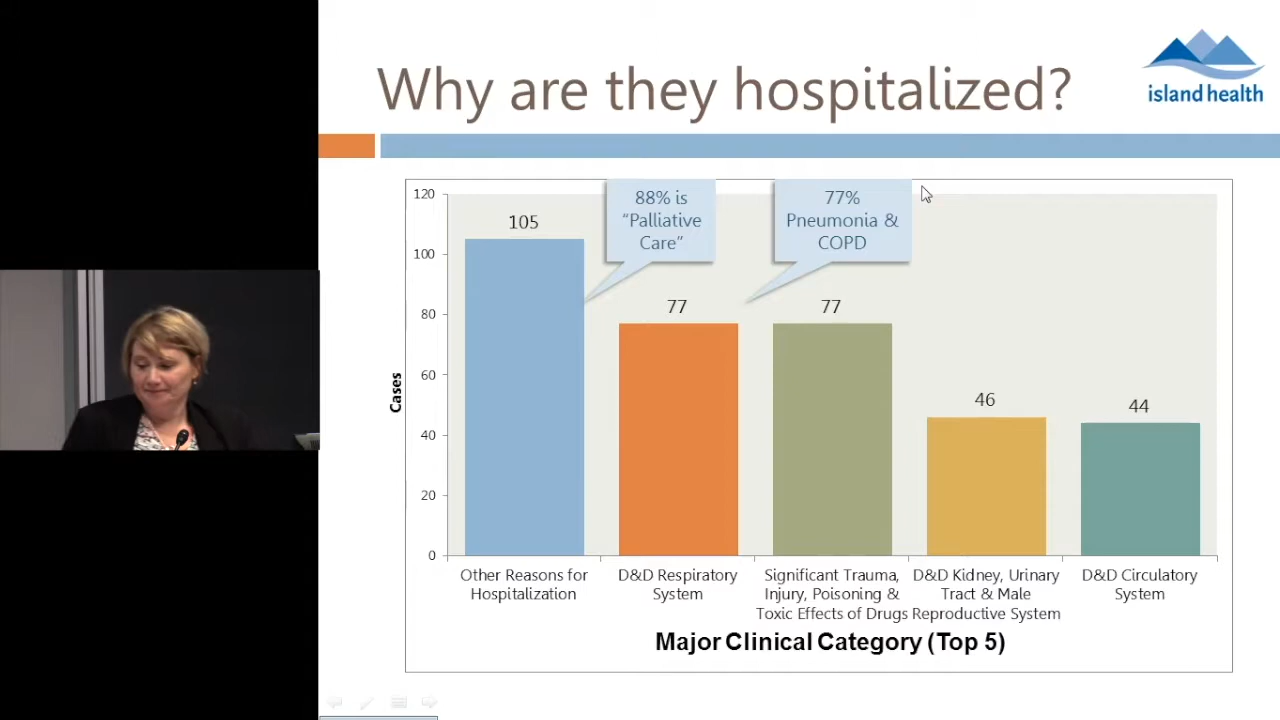 Why are they hospitalized?
island health
88% is
“Palliative
Care”
77%
Pneumonia &
COPD
120
100
80
60
40
20
0
Cases
105
77
77
46
44
Other Reasons for
Hospitalization
D&D Respiratory
System
Significant Trauma,
Injury, Poisoning &
Toxic Effects of Drugs
D&D Kidney, Urinary
Tract & Male
Reproductive System
D&D Circulatory
System
Major Clinical Category (Top 5)